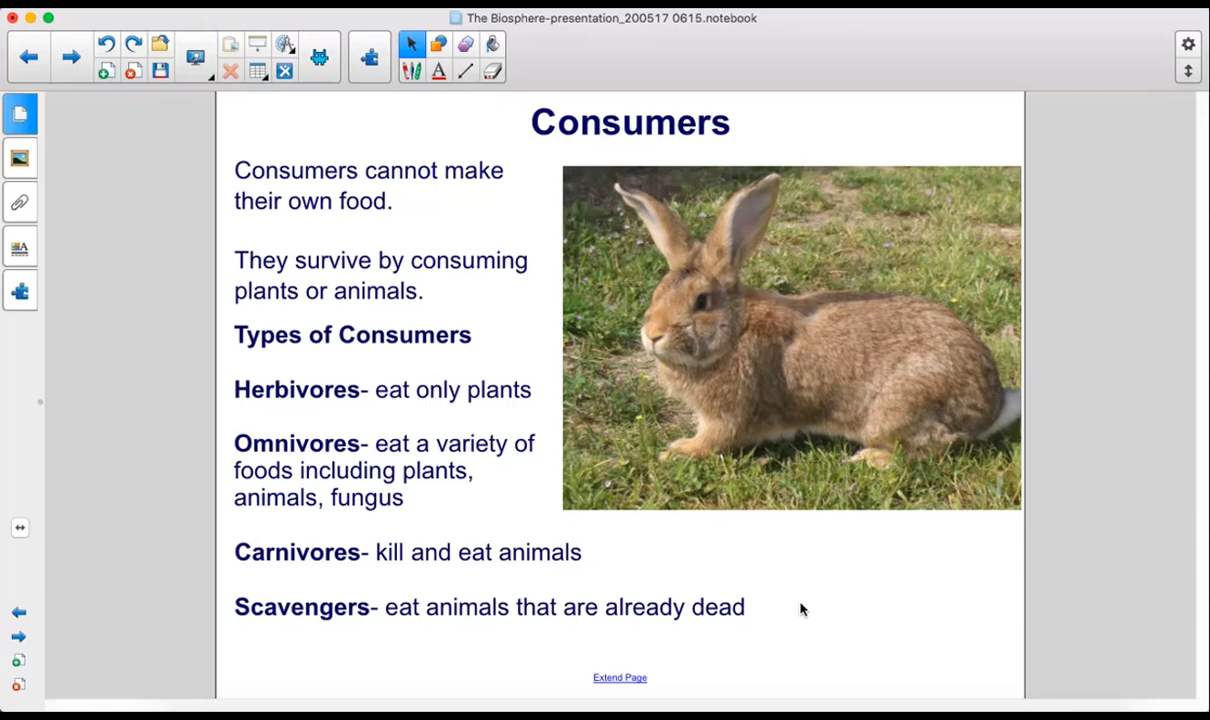 The Biosphere-presentation_200517 0615.notebook
Consumers
Consumers cannot make
their own food.
They survive by consuming
plants or animals.
Types of Consumers
Herbivores- eat only plants
Omnivores- eat a variety of
foods including plants,
animals, fungus
Carnivores- kill and eat animals
Scavengers- eat animals that are already dead
Extend Page